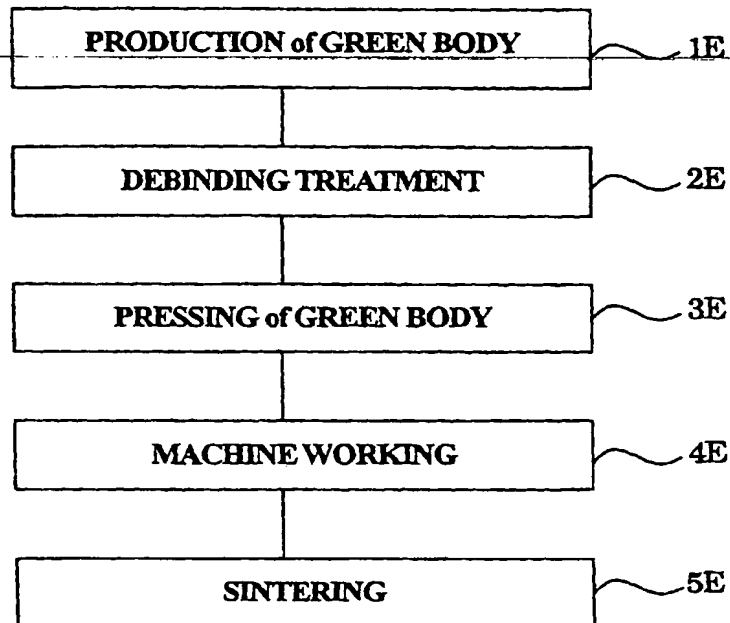 PRODUCTION of GREEN BODY 1E
DEBINDING TREATMENT 2E
PRESSING of GREEN BODY 3E
MACHINE WORKING 4E
SINTERING 5E